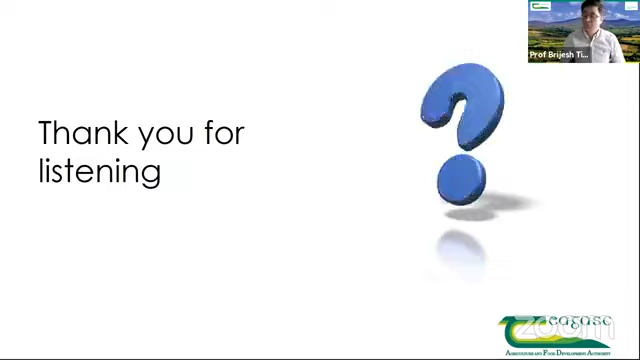 Prof Brijesh Ti...
Thank you for
listening
Teagasc
zoom
AGRICULTURE AND FOOD DEVELOPMENT AUTHORITY